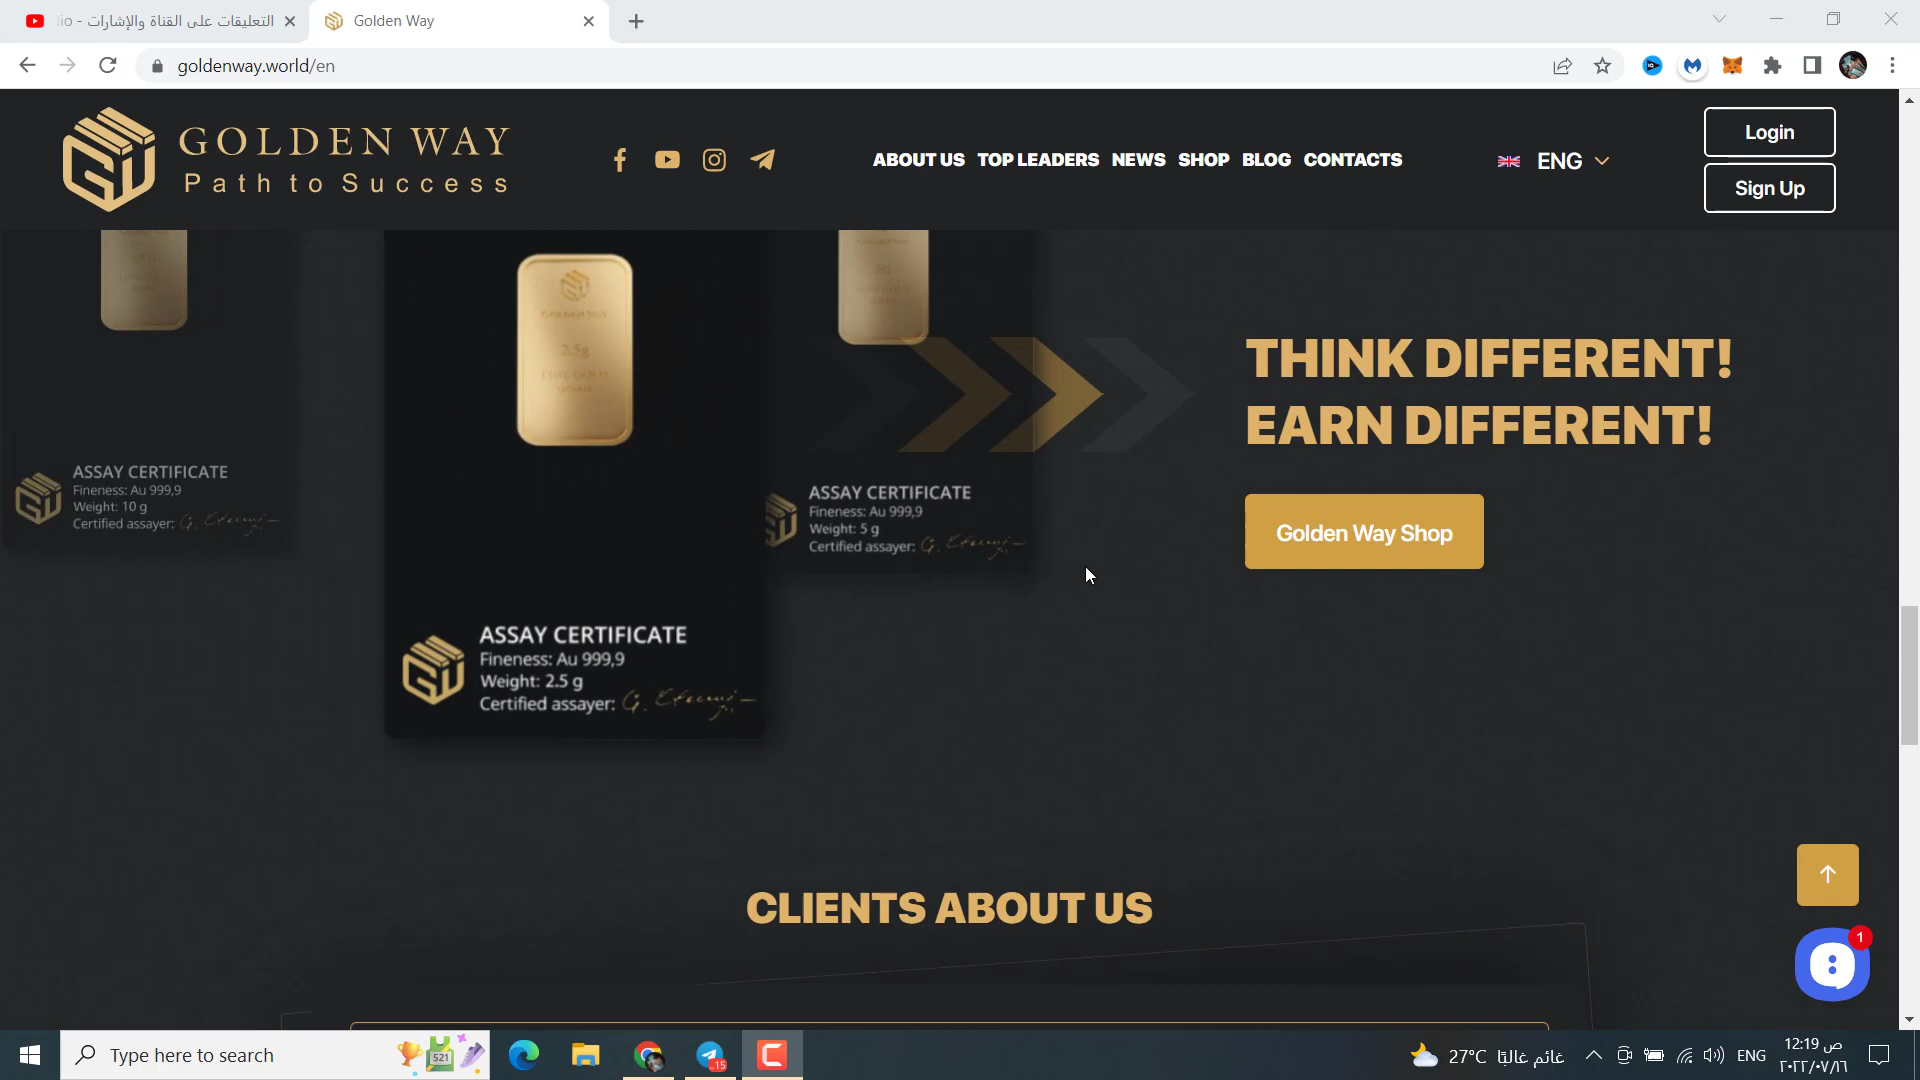 التعليقات على القناة والإشارات - io
Golden Way
goldenway.world/en
GOLDEN WAY
Path to Success
ABOUT US TOP LEADERS NEWS SHOP BLOG CONTACTS
ENG
Login
Sign Up
2.5g
THINK DIFFERENT!
EARN DIFFERENT!
Golden Way Shop
ASSAY CERTIFICATE
Fineness: Au 999,9
Weight: 10 g
Certified assayer:
ASSAY CERTIFICATE
Fineness: Au 999,9
Weight: 5 g
Certified assayer:
ASSAY CERTIFICATE
Fineness: Au 999,9
Weight: 2.5 g
Certified assayer:
CLIENTS ABOUT US
1
Type here to search
521
15
27°C غائم غالبًا
ENG
12:19 ص
٢٠٢٢/٠٧/١٦